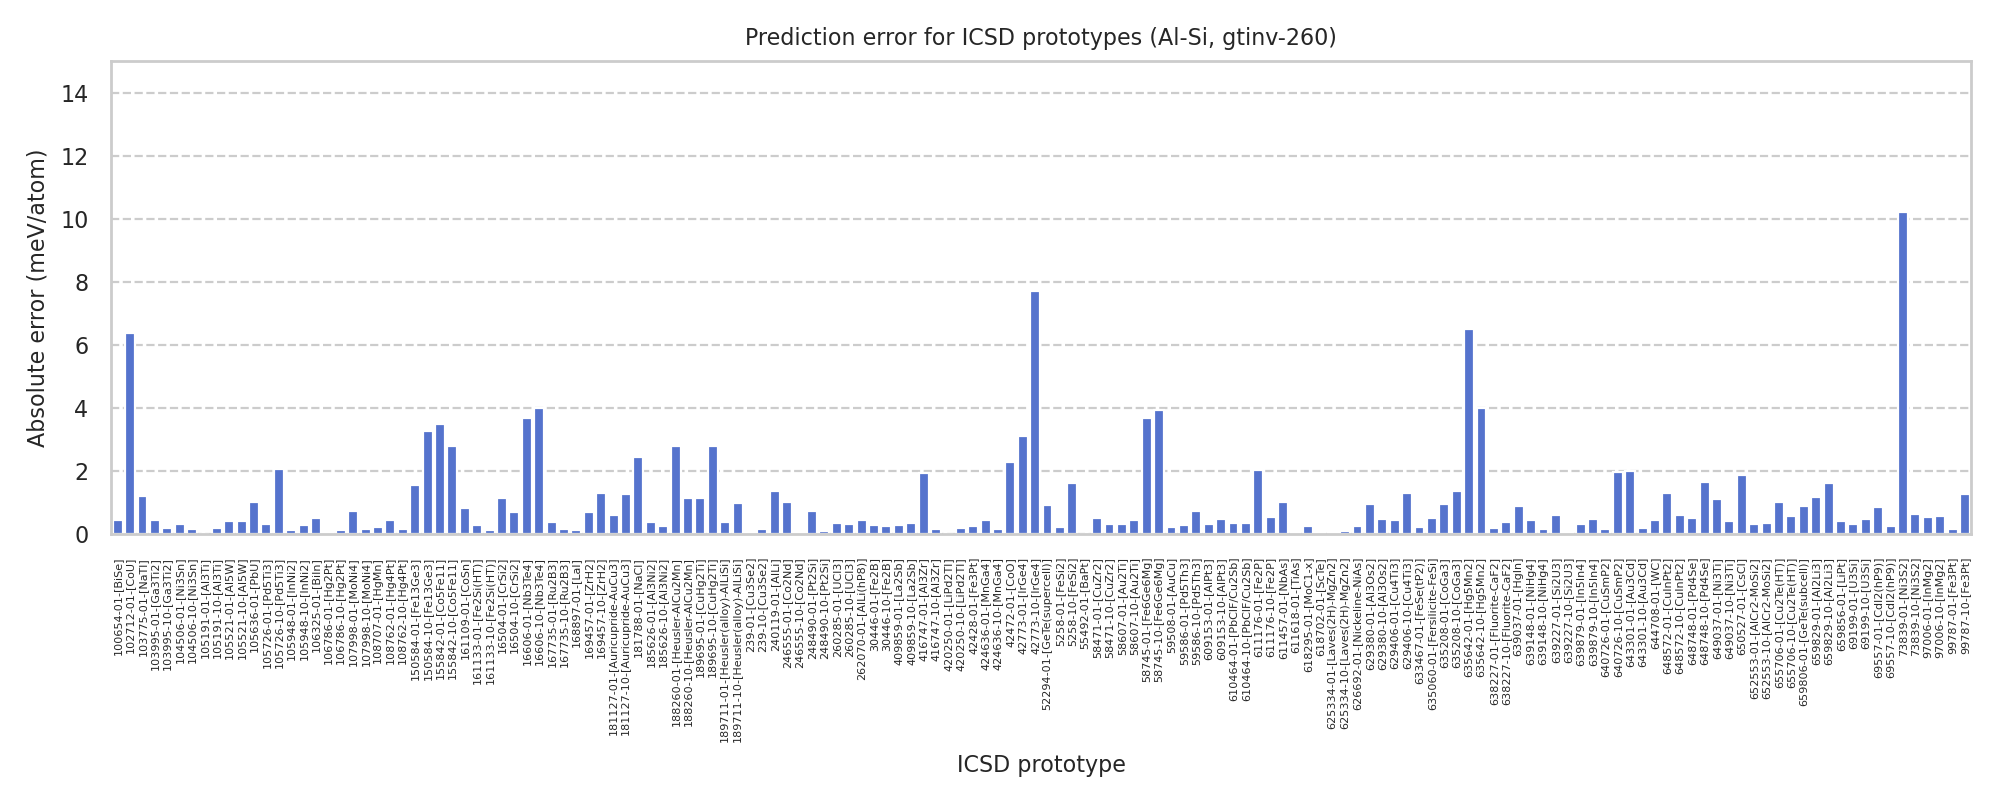 Prediction error for ICSD prototypes (Al-Si, gtinv-260)
Absolute error (meV/atom)
14
12
10
8
6
4
2
0
100654-01-[BiSe]
102712-01-[CoU]
103775-01-[NaTl]
103995-01-[Ga3Ti2]
103995-10-[Ga3Ti2]
104506-01-[Ni3Sn]
104506-10-[Ni3Sn]
105191-01-[Al3Ti]
105191-10-[Al3Ti]
105521-01-[Al5W]
105521-10-[Al5W]
105636-01-[PbU]
105726-01-[Pd5Ti3]
105726-10-[Pd5Ti3]
105948-01-[InNi2]
105948-10-[InNi2]
106325-01-[BiIn]
106786-01-[Hg2Pt]
106786-10-[Hg2Pt]
107998-01-[MoNi4]
107998-10-[MoNi4]
108707-01-[HgMn]
108762-01-[Hg4Pt]
108762-10-[Hg4Pt]
150584-01-[Fe13Ge3]
150584-10-[Fe13Ge3]
155842-01-[Co5Fe11]
155842-10-[Co5Fe11]
161109-01-[CoSn]
161133-01-[Fe2Si(HT)]
161133-10-[Fe2Si(HT)]
16504-01-[CrSi2]
16504-10-[CrSi2]
16606-01-[Nb3Te4]
16606-10-[Nb3Te4]
167735-01-[Ru2B3]
167735-10-[Ru2B3]
168897-01-[LaI]
169457-01-[ZrH2]
169457-10-[ZrH2]
181127-01-[Auricupride-AuCu3]
181127-10-[Auricupride-AuCu3]
181788-01-[NaCl]
185626-01-[Al3Ni2]
185626-10-[Al3Ni2]
188260-01-[Heusler-AlCu2Mn]
188260-10-[Heusler-AlCu2Mn]
189695-01-[CuHg2Ti]
189695-10-[CuHg2Ti]
189711-01-[Heusler(alloy)-AlLiSi]
189711-10-[Heusler(alloy)-AlLiSi]
239-01-[Cu3Se2]
239-10-[Cu3Se2]
240119-01-[AlLi]
246555-01-[Co2Nd]
246555-10-[Co2Nd]
248490-01-[Pt2Si]
248490-10-[Pt2Si]
260285-01-[UCl3]
260285-10-[UCl3]
262070-01-[AlLi(hP8)]
30446-01-[Fe2B]
30446-10-[Fe2B]
409859-01-[La2Sb]
409859-10-[La2Sb]
416747-01-[Al3Zr]
416747-10-[Al3Zr]
420250-01-[LiPd2Tl]
420250-10-[LiPd2Tl]
42428-01-[Fe3Pt]
424636-01-[MnGa4]
424636-10-[MnGa4]
42472-01-[CoO]
42773-01-[IrGe4]
42773-10-[IrGe4]
52294-01-[GeTe(supercell)]
5258-01-[FeSi2]
5258-10-[FeSi2]
55492-01-[BaPt]
58471-01-[CuZr2]
58471-10-[CuZr2]
58607-01-[Au2Ti]
58607-10-[Au2Ti]
58745-01-[Fe6Ge6Mg]
58745-10-[Fe6Ge6Mg]
59508-01-[AuCu]
59586-01-[Pd5Th3]
59586-10-[Pd5Th3]
609153-01-[AlPt3]
609153-10-[AlPt3]
610464-01-[PbClF/Cu2Sb]
610464-10-[PbClF/Cu2Sb]
611176-01-[Fe2P]
611176-10-[Fe2P]
611457-01-[NbAs]
611618-01-[TiAs]
618295-01-[MoC1-x]
618702-01-[ScTe]
625334-01-[Laves(2H)-MgZn2]
625334-10-[Laves(2H)-MgZn2]
626692-01-[Nickeline-NiAs]
629380-01-[Al3Os2]
629380-10-[Al3Os2]
629406-01-[Cu4Ti3]
629406-10-[Cu4Ti3]
633467-01-[FeSe(tP2)]
635060-01-[Fersilicite-FeSi]
635208-01-[CoGa3]
635208-10-[CoGa3]
635642-01-[Hg5Mn2]
635642-10-[Hg5Mn2]
638227-01-[Fluorite-CaF2]
638227-10-[Fluorite-CaF2]
639037-01-[HgIn]
639148-01-[NiHg4]
639148-10-[NiHg4]
639227-01-[Si2U3]
639227-10-[Si2U3]
639879-01-[In5In4]
639879-10-[In5In4]
640726-01-[CuSmP2]
640726-10-[CuSmP2]
643301-01-[Au3Cd]
643301-10-[Au3Cd]
644708-01-[WC]
648572-01-[CuInPt2]
648572-10-[CuInPt2]
648748-01-[Pd4Se]
648748-10-[Pd4Se]
649037-01-[Ni3Ti]
649037-10-[Ni3Ti]
650527-01-[CsCl]
652553-01-[AlCr2-MoSi2]
652553-10-[AlCr2-MoSi2]
655706-01-[Cu2Te(HT)]
655706-10-[Cu2Te(HT)]
659806-01-[GeTe(subcell)]
659829-01-[Al2Li3]
659829-10-[Al2Li3]
659856-01-[LiPt]
69199-01-[U3Si]
69199-10-[U3Si]
69557-01-[CdI2(hP9)]
69557-10-[CdI2(hP9)]
73839-01-[Ni3S2]
73839-10-[Ni3S2]
97006-01-[InMg2]
97006-10-[InMg2]
99787-01-[Fe3Pt]
99787-10-[Fe3Pt]
ICSD prototype